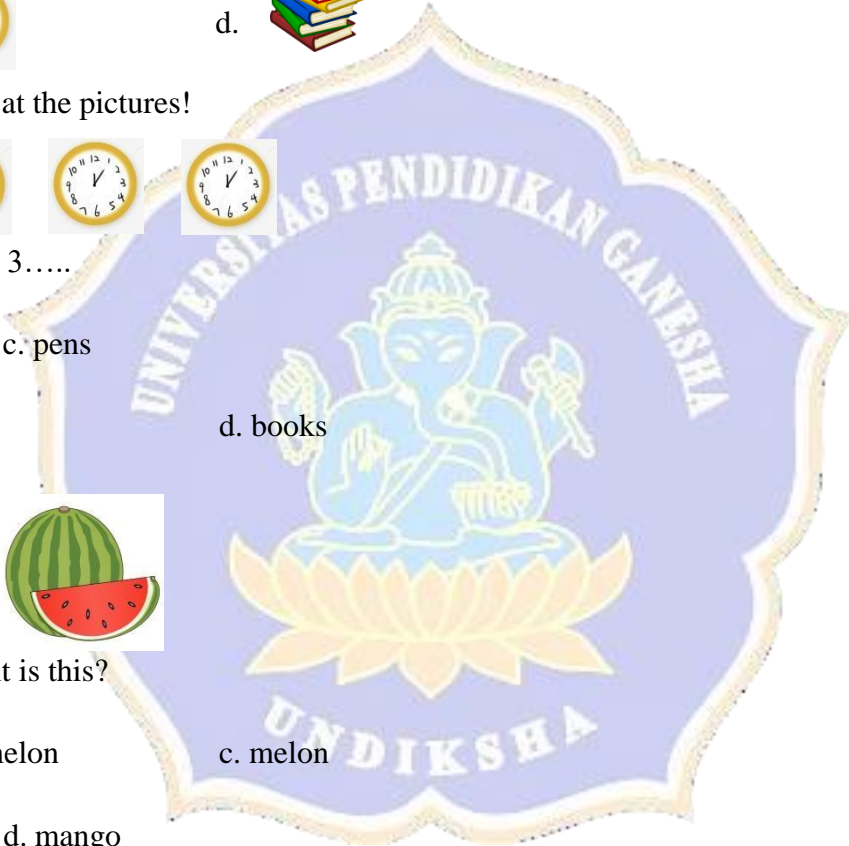 d.
at the pictures!
3…..
c. pens
d. books
t is this?
elon
c. melon
d. mango
UNIVERSITAS PENDIDIKAN GANESHA
UNDIKSHA